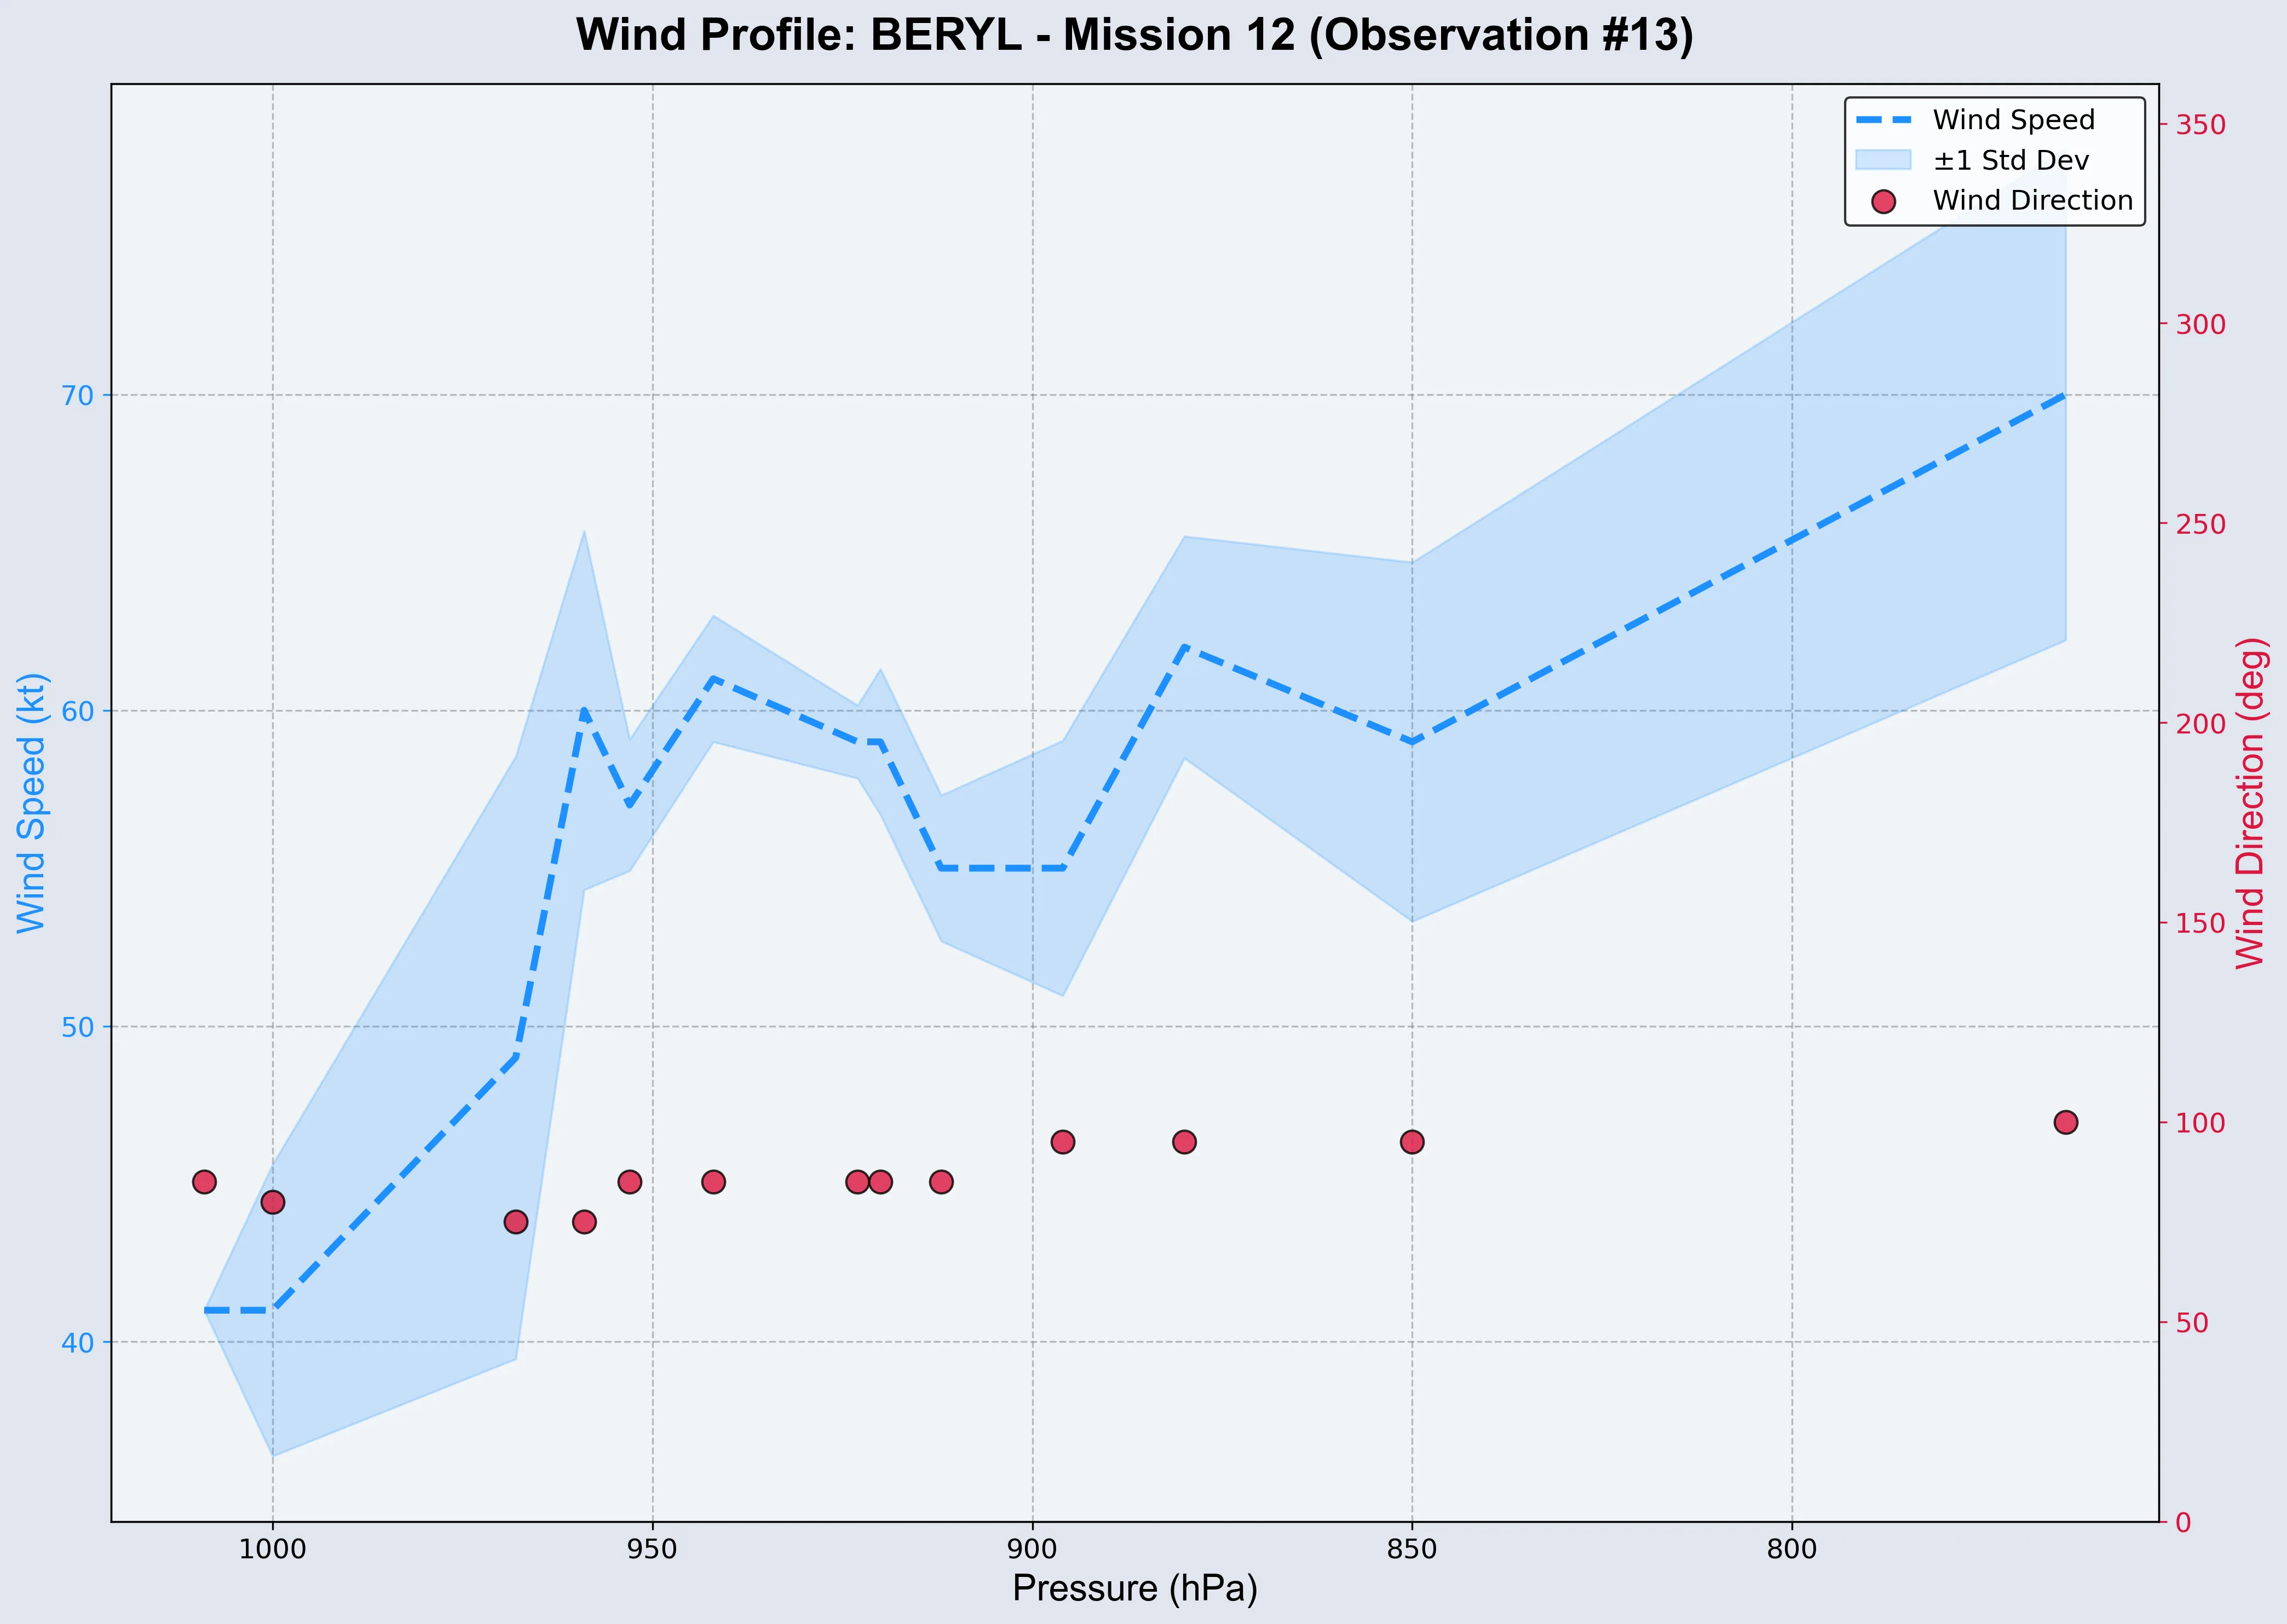 Wind Profile: BERYL - Mission 12 (Observation #13)
Wind Speed
±1 Std Dev
Wind Direction
Wind Speed (kt)
70
60
50
40
350
300
250
200
150
100
50
0
Wind Direction (deg)
1000
950
900
850
800
Pressure (hPa)